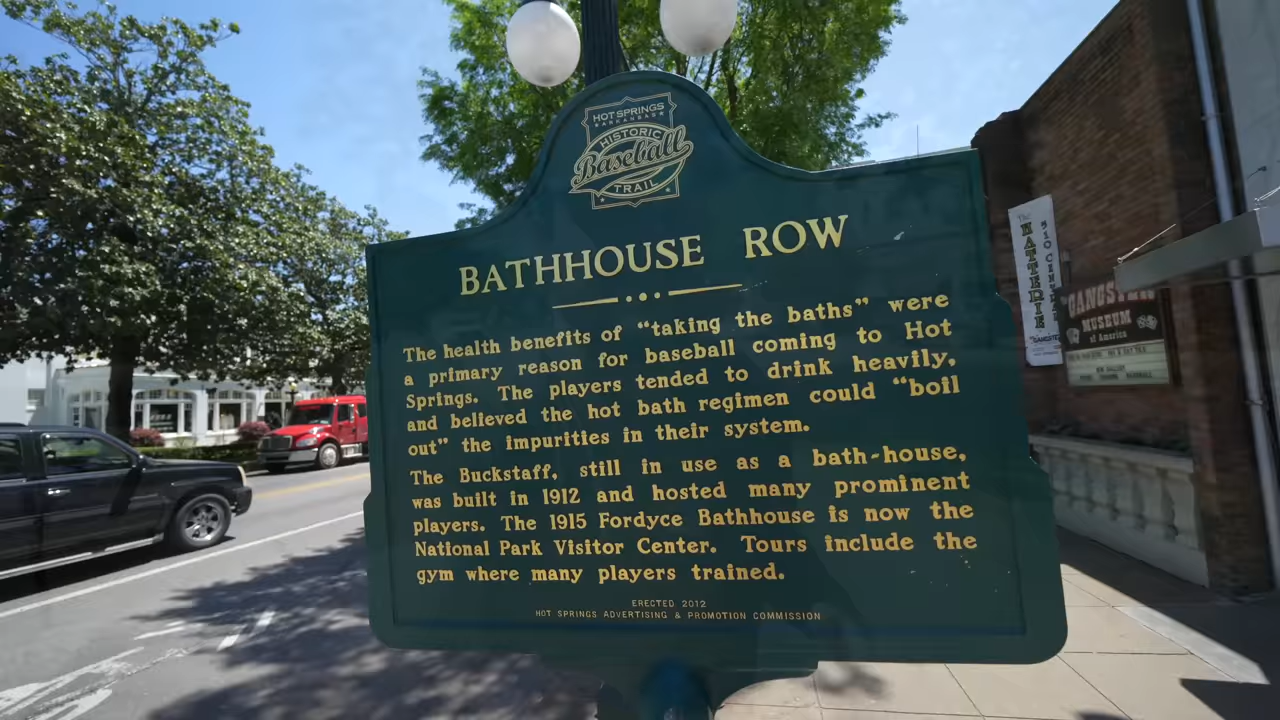 HOT SPRINGS
ARKANSAS
HISTORIC
Baseball
TRAIL
BATHHOUSE ROW
The health benefits of “taking the baths” were
a primary reason for baseball coming to Hot
Springs. The players tended to drink heavily,
and believed the hot bath regimen could “boil
out” the impurities in their system.
The Buckstaff, still in use as a bath-house,
was built in 1912 and hosted many prominent
players. The 1915 Fordyce Bathhouse is now the
National Park Visitor Center. Tours include the
gym where many players trained.
ERECTED 2012
HOT SPRINGS ADVERTISING & PROMOTION COMMISSION
The
510
GANGSTER
MUSEUM
of America